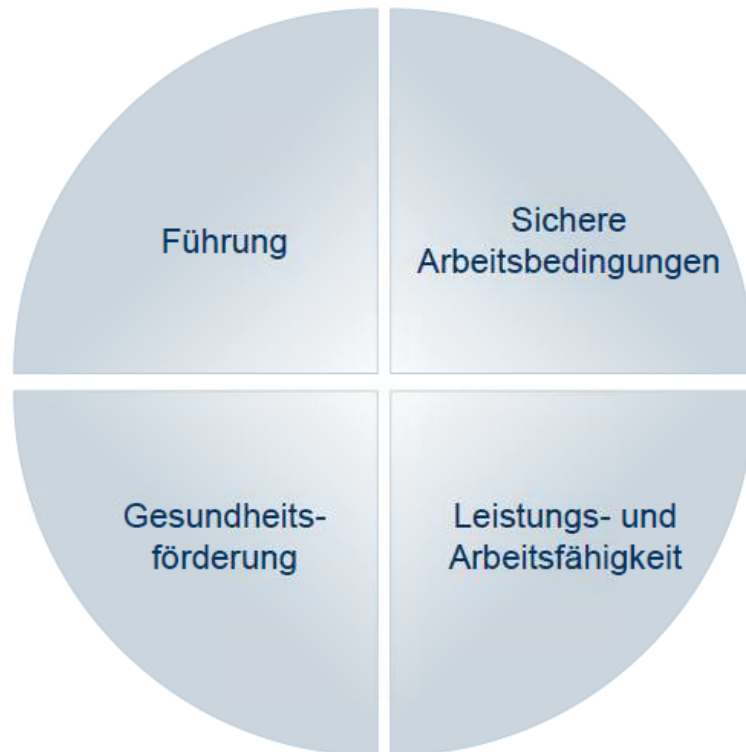 Führung
Sichere
Arbeitsbedingungen
Gesundheits-
förderung
Leistungs- und
Arbeitsfähigkeit